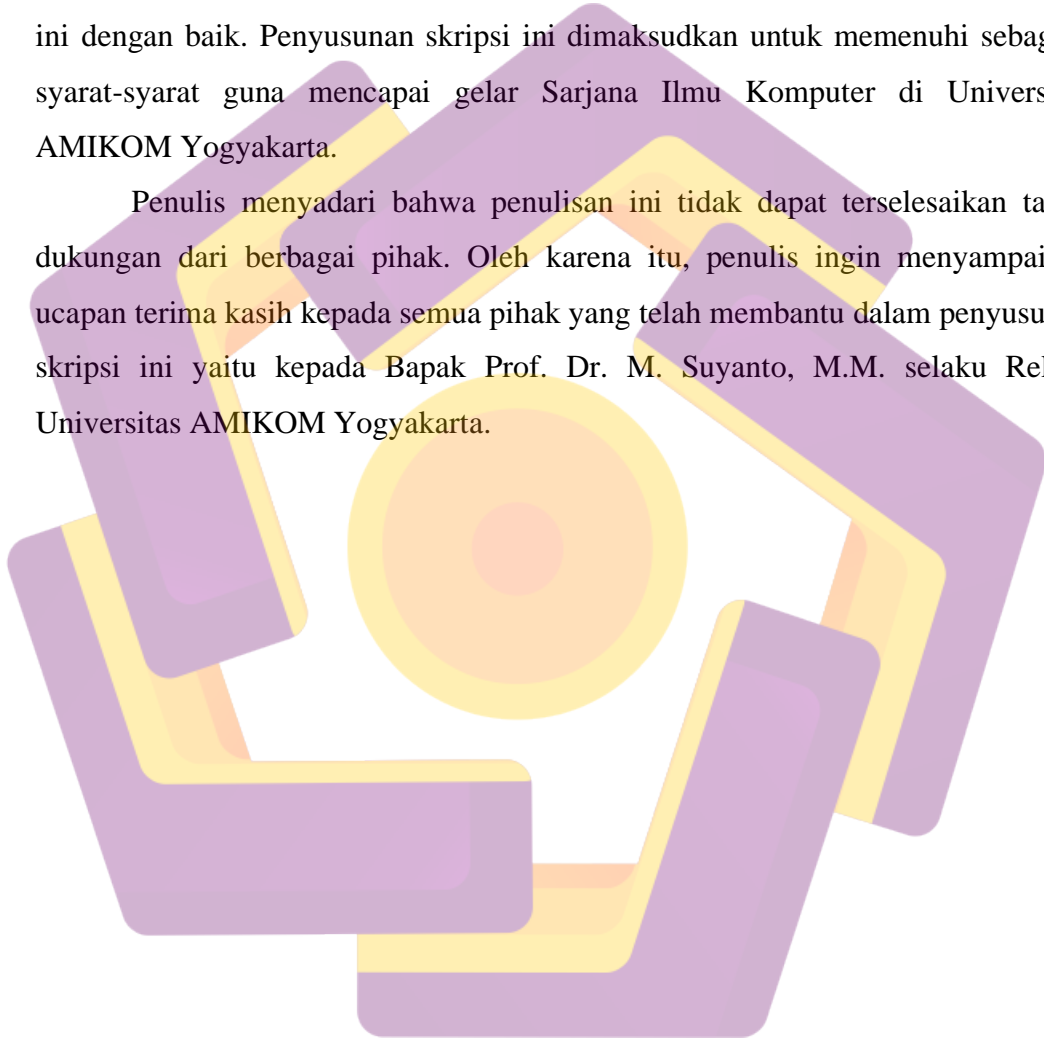 ini dengan baik. Penyusunan skripsi ini dimaksudkan untuk memenuhi sebag
syarat-syarat guna mencapai gelar Sarjana Ilmu Komputer di Univers
AMIKOM Yogyakarta.
Penulis menyadari bahwa penulisan ini tidak dapat terselesaikan ta
dukungan dari berbagai pihak. Oleh karena itu, penulis ingin menyampai
ucapan terima kasih kepada semua pihak yang telah membantu dalam penyusu
skripsi ini yaitu kepada Bapak Prof. Dr. M. Suyanto, M.M. selaku Re
Universitas AMIKOM Yogyakarta.